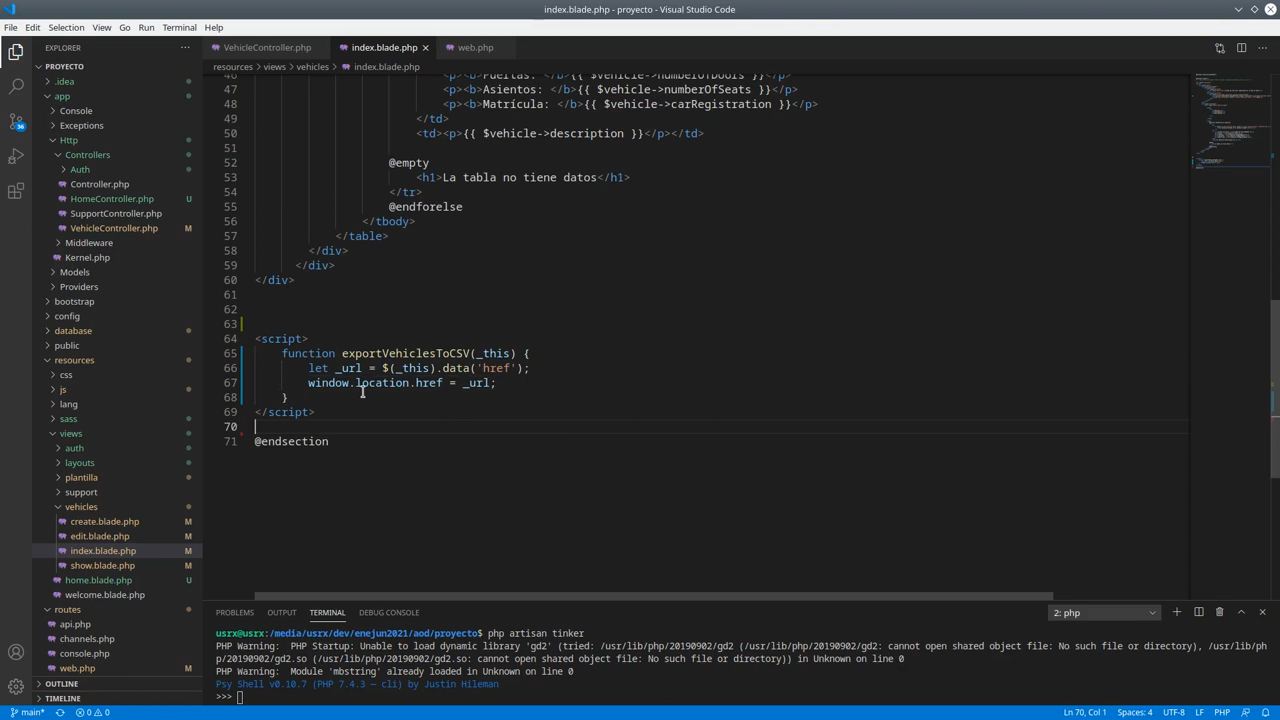 index.blade.php - proyecto - Visual Studio Code
File Edit Selection View Go Run Terminal Help
EXPLORER
PROYECTO
.idea
app
Console
Exceptions
Http
Controllers
Auth
Controller.php
HomeController.php U
SupportController.php
VehicleController.php M
Middleware
Kernel.php
Models
Providers
bootstrap
config
database
public
resources
css
js
lang
sass
views
auth
layouts
plantilla
support
vehicles
create.blade.php M
edit.blade.php M
index.blade.php M
show.blade.php M
home.blade.php U
welcome.blade.php
routes
api.php
channels.php
console.php
web.php M
OUTLINE
TIMELINE
36
VehicleController.php index.blade.php web.php
resources > views > vehicles > index.blade.php
46 <p><b>Puertas: </b>{{ $vehicle->numberOfDoors }}</p>
47 <p><b>Asientos: </b>{{ $vehicle->numberOfSeats }}</p>
48 <p><b>Matrícula: </b>{{ $vehicle->carRegistration }}</p>
49 </td>
50 <td><p>{{ $vehicle->description }}</p></td>
51
52 @empty
53 <h1>La tabla no tiene datos</h1>
54 </tr>
55 @endforelse
56 </tbody>
57 </table>
58 </div>
59 </div>
60 </div>
61
62
63
64 <script>
65 function exportVehiclesToCSV(_this) {
66 let _url = $(_this).data('href');
67 window.location.href = _url;
68 }
69 </script>
70
71 @endsection
PROBLEMS OUTPUT TERMINAL DEBUG CONSOLE 2: php
usrx@usrx:/media/usrx/dev/enejun2021/aod/proyecto$ php artisan tinker
PHP Warning:  PHP Startup: Unable to load dynamic library 'gd2' (tried: /usr/lib/php/20190902/gd2 (/usr/lib/php/20190902/gd2: cannot open shared object file: No such file or directory), /usr/lib/ph
p/20190902/gd2.so (/usr/lib/php/20190902/gd2.so: cannot open shared object file: No such file or directory)) in Unknown on line 0
PHP Warning:  Module 'mbstring' already loaded in Unknown on line 0
Psy Shell v0.10.7 (PHP 7.4.3 — cli) by Justin Hileman
>>>
main* 0 0 Ln 70, Col 1 Spaces: 4 UTF-8 LF PHP